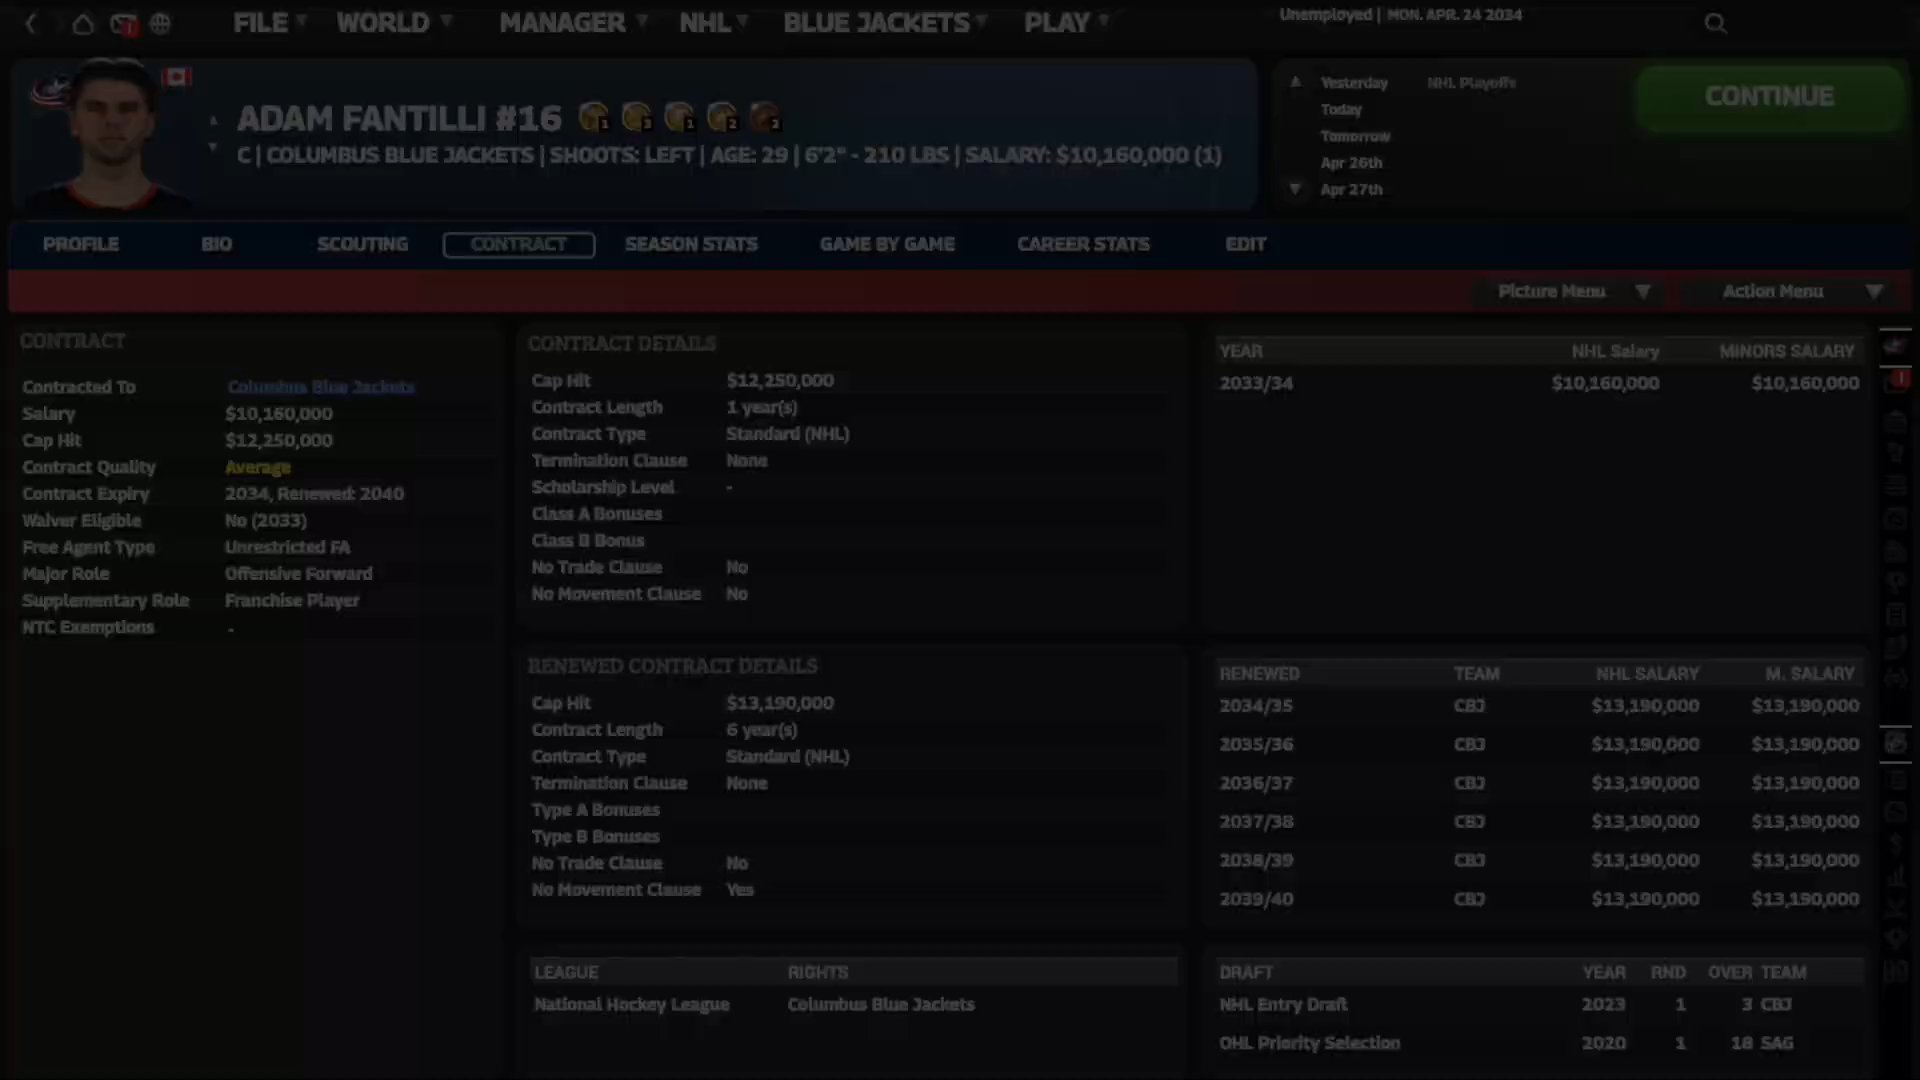 FILE WORLD MANAGER NHL BLUE JACKETS PLAY
Unemployed | MON. APR. 24 2034
ADAM FANTILLI #16
C | COLUMBUS BLUE JACKETS | SHOOTS: LEFT | AGE: 29 | 6'2" - 210 LBS | SALARY: $10,160,000 (1)
Yesterday NHL Playoffs
Today
Tomorrow
Apr 26th
Apr 27th
CONTINUE
PROFILE BIO SCOUTING CONTRACT SEASON STATS GAME BY GAME CAREER STATS EDIT
Picture Menu Action Menu
CONTRACT
Contracted To Columbus Blue Jackets
Salary $10,160,000
Cap Hit $12,250,000
Contract Quality Average
Contract Expiry 2034, Renewed: 2040
Waiver Eligible No (2033)
Free Agent Type Unrestricted FA
Major Role Offensive Forward
Supplementary Role Franchise Player
NTC Exemptions -
CONTRACT DETAILS
Cap Hit $12,250,000
Contract Length 1 year(s)
Contract Type Standard (NHL)
Termination Clause None
Scholarship Level -
Class A Bonuses
Class B Bonus
No Trade Clause No
No Movement Clause No
YEAR NHL Salary MINORS SALARY
2033/34 $10,160,000 $10,160,000
RENEWED CONTRACT DETAILS
Cap Hit $13,190,000
Contract Length 6 year(s)
Contract Type Standard (NHL)
Termination Clause None
Type A Bonuses
Type B Bonuses
No Trade Clause No
No Movement Clause Yes
RENEWED TEAM NHL SALARY M. SALARY
2034/35 CBJ $13,190,000 $13,190,000
2035/36 CBJ $13,190,000 $13,190,000
2036/37 CBJ $13,190,000 $13,190,000
2037/38 CBJ $13,190,000 $13,190,000
2038/39 CBJ $13,190,000 $13,190,000
2039/40 CBJ $13,190,000 $13,190,000
LEAGUE RIGHTS
National Hockey League Columbus Blue Jackets
DRAFT YEAR RND OVER TEAM
NHL Entry Draft 2023 1 3 CBJ
OHL Priority Selection 2020 1 18 SAG